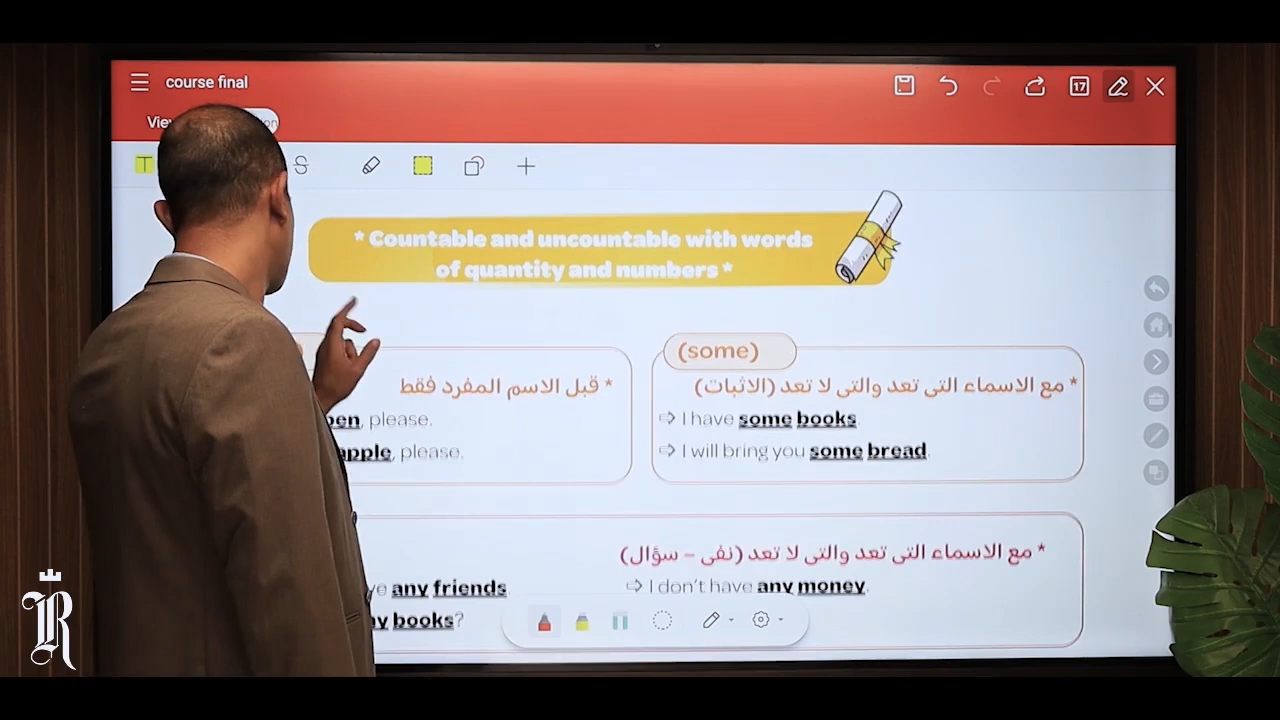 course final
17
* Countable and uncountable with words
of quantity and numbers *
* قبل الاسم المفرد فقط
, please.
apple, please.
(some)
* مع الاسماء التى تعد والتى لا تعد (الاثبات)
⇨ I have some books.
⇨ I will bring you some bread.
* مع الاسماء التى تعد والتى لا تعد (نفى - سؤال)
any friends
books?
⇨ I don't have any money.
R